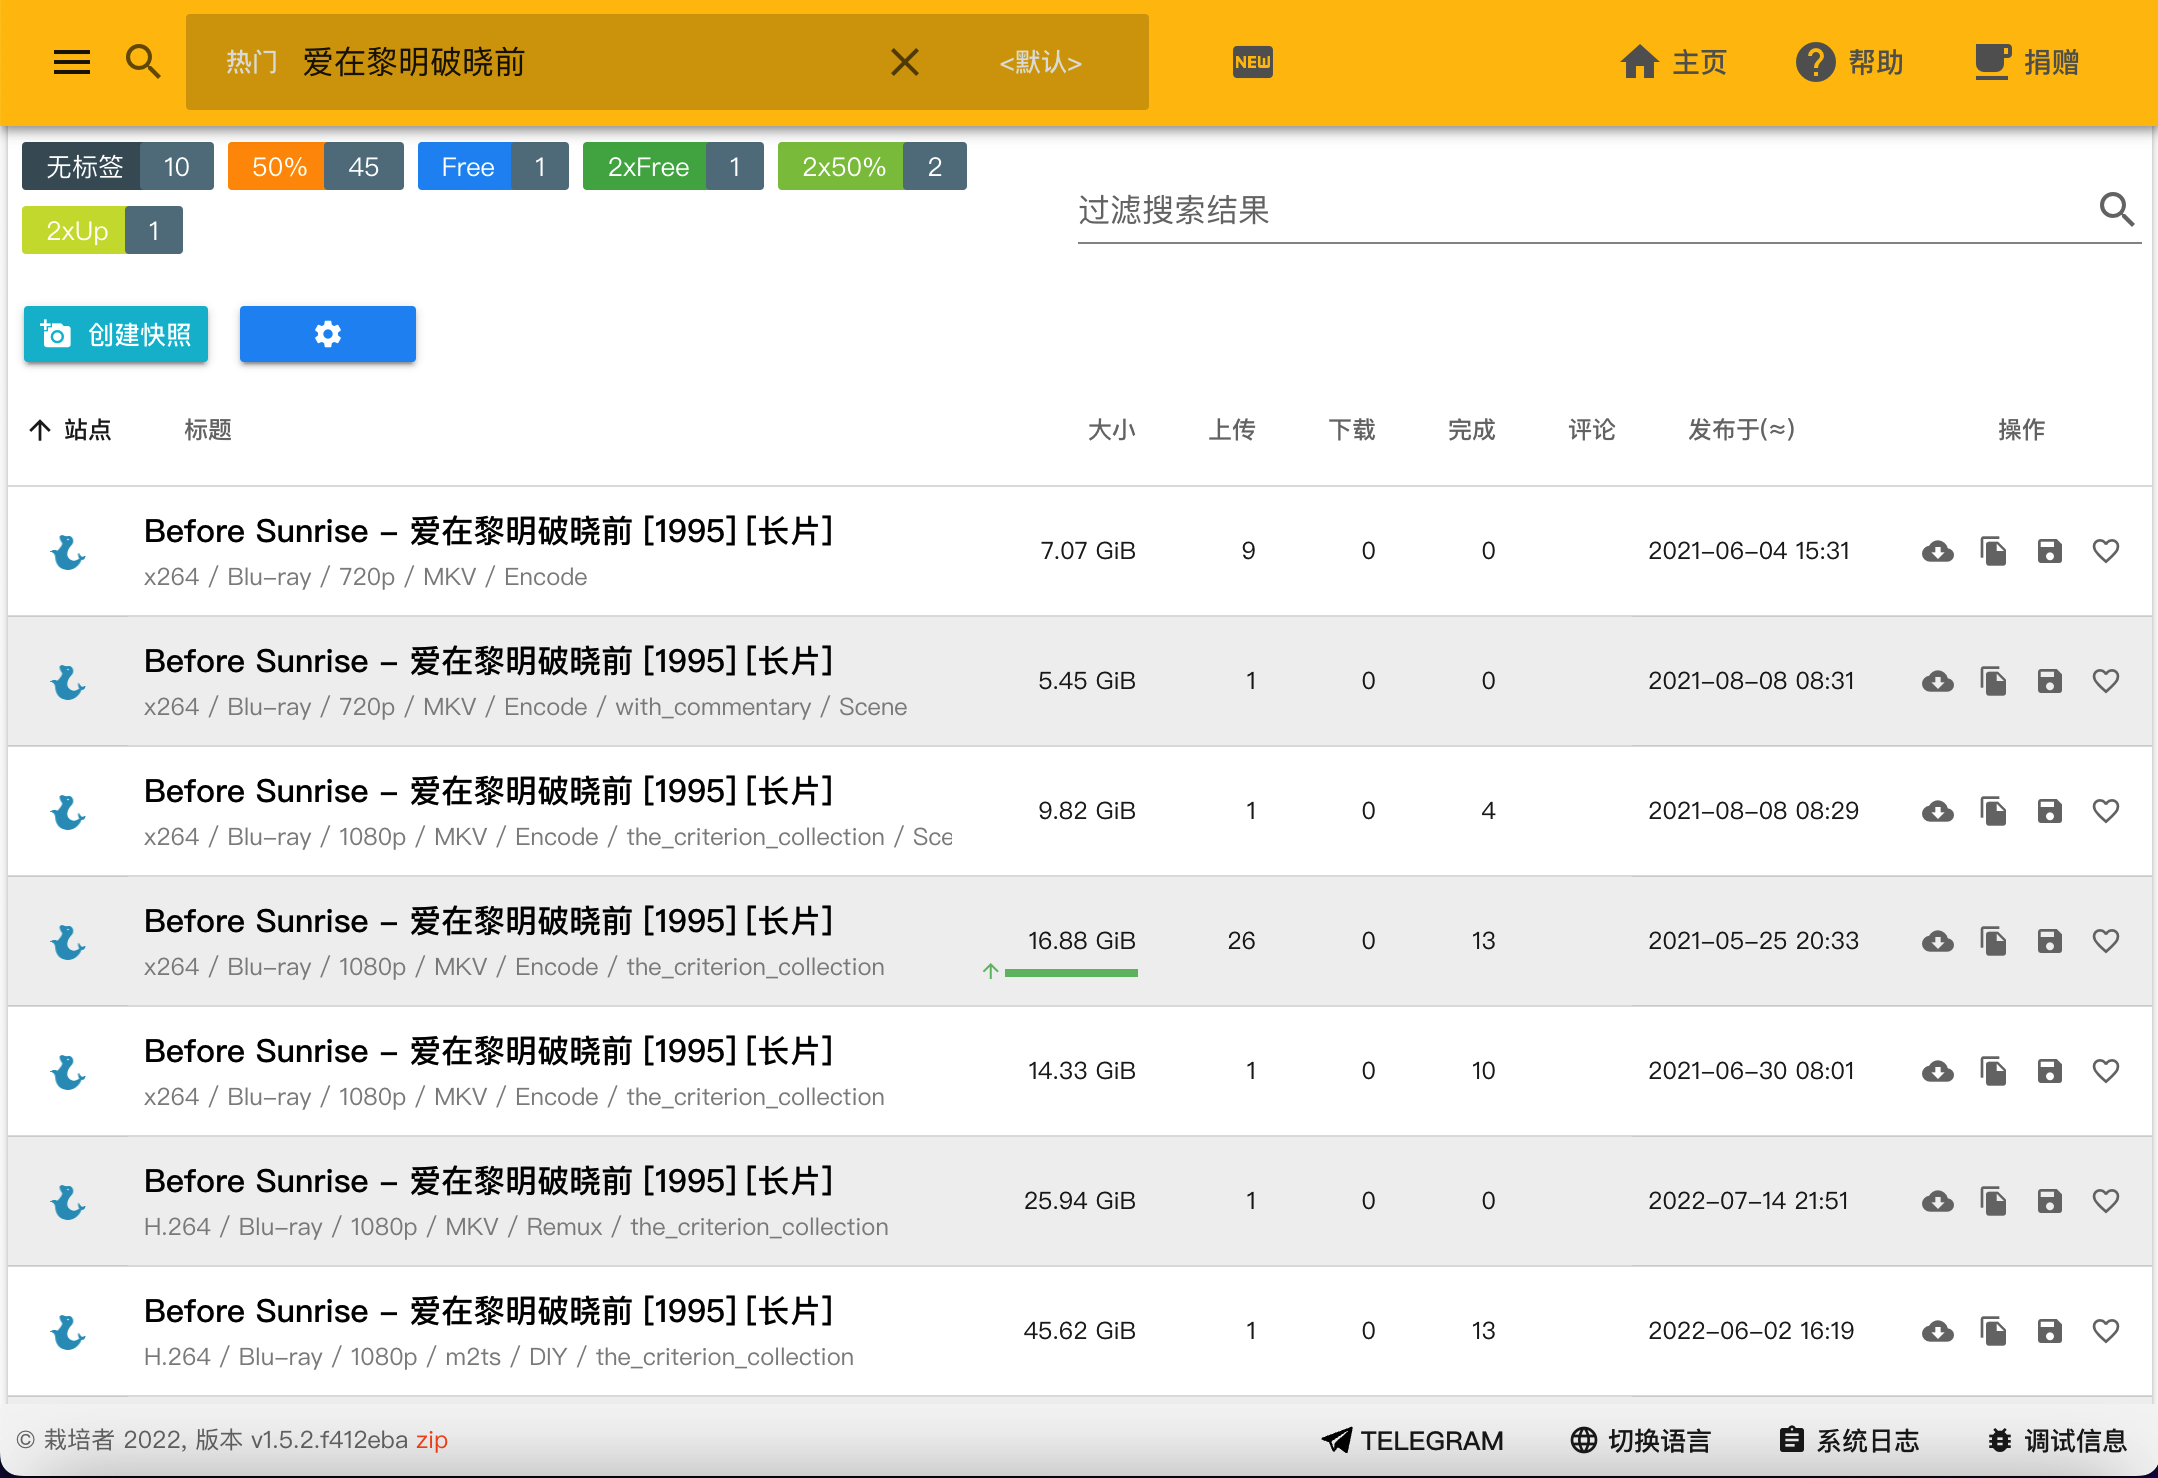 热门 爱在黎明破晓前 <默认> NEW 主页 帮助 捐赠
无标签 10 50% 45 Free 1 2xFree 1 2x50% 2
2xUp 1
过滤搜索结果
创建快照
站点 标题 大小 上传 下载 完成 评论 发布于(≈) 操作
Before Sunrise - 爱在黎明破晓前 [1995] [长片]
x264 / Blu-ray / 720p / MKV / Encode
7.07 GiB 9 0 0 2021-06-04 15:31
Before Sunrise - 爱在黎明破晓前 [1995] [长片]
x264 / Blu-ray / 720p / MKV / Encode / with_commentary / Scene
5.45 GiB 1 0 0 2021-08-08 08:31
Before Sunrise - 爱在黎明破晓前 [1995] [长片]
x264 / Blu-ray / 1080p / MKV / Encode / the_criterion_collection / Sce
9.82 GiB 1 0 4 2021-08-08 08:29
Before Sunrise - 爱在黎明破晓前 [1995] [长片]
x264 / Blu-ray / 1080p / MKV / Encode / the_criterion_collection
16.88 GiB 26 0 13 2021-05-25 20:33
Before Sunrise - 爱在黎明破晓前 [1995] [长片]
x264 / Blu-ray / 1080p / MKV / Encode / the_criterion_collection
14.33 GiB 1 0 10 2021-06-30 08:01
Before Sunrise - 爱在黎明破晓前 [1995] [长片]
H.264 / Blu-ray / 1080p / MKV / Remux / the_criterion_collection
25.94 GiB 1 0 0 2022-07-14 21:51
Before Sunrise - 爱在黎明破晓前 [1995] [长片]
H.264 / Blu-ray / 1080p / m2ts / DIY / the_criterion_collection
45.62 GiB 1 0 13 2022-06-02 16:19
© 栽培者 2022, 版本 v1.5.2.f412eba zip TELEGRAM 切换语言 系统日志 调试信息